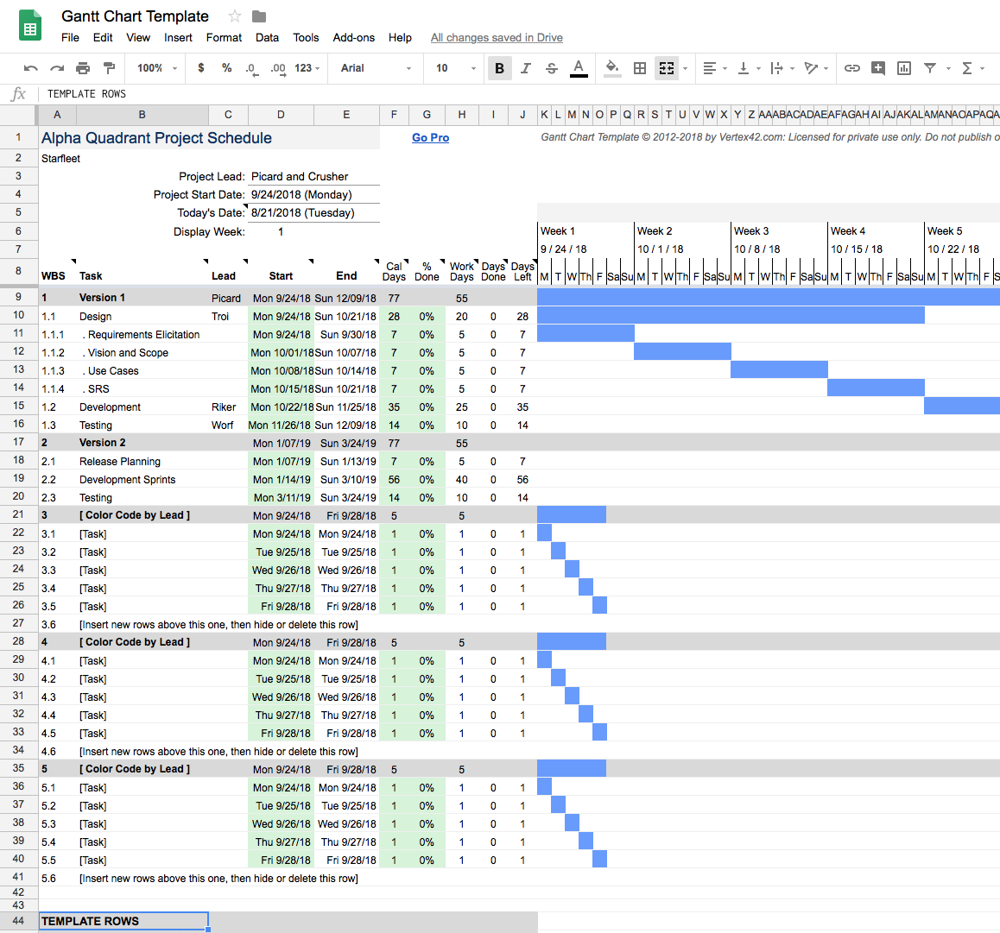 Gantt Chart Template
File Edit View Insert Format Data Tools Add-ons Help All changes saved in Drive
100% $ % .0 .00 123 Arial 10 B I S A
fx TEMPLATE ROWS
A B C D E F G H I J K L M N O P Q R S T U V W X Y Z AA AB AC AD AE AF AG AH AI AJ AK AL AM AN AO AP AQ A
1 Alpha Quadrant Project Schedule Go Pro Gantt Chart Template © 2012-2018 by Vertex42.com: Licensed for private use only. Do not publish o
2 Starfleet
3 Project Lead: Picard and Crusher
4 Project Start Date: 9/24/2018 (Monday)
5 Today's Date: 8/21/2018 (Tuesday)
6 Display Week: 1 Week 1 Week 2 Week 3 Week 4 Week 5
7 9 / 24 / 18 10 / 1 / 18 10 / 8 / 18 10 / 15 / 18 10 / 22 / 18
8 WBS Task Lead Start End Cal Days % Done Work Days Days Done Days Left M T W Th F Sa Su M T W Th F Sa Su M T W Th F Sa Su M T W Th F Sa Su M T W Th F S
9 1 Version 1 Picard Mon 9/24/18 Sun 12/09/18 77 55
10 1.1 Design Troi Mon 9/24/18 Sun 10/21/18 28 0% 20 0 28
11 1.1.1 . Requirements Elicitation Mon 9/24/18 Sun 9/30/18 7 0% 5 0 7
12 1.1.2 . Vision and Scope Mon 10/01/18 Sun 10/07/18 7 0% 5 0 7
13 1.1.3 . Use Cases Mon 10/08/18 Sun 10/14/18 7 0% 5 0 7
14 1.1.4 . SRS Mon 10/15/18 Sun 10/21/18 7 0% 5 0 7
15 1.2 Development Riker Mon 10/22/18 Sun 11/25/18 35 0% 25 0 35
16 1.3 Testing Worf Mon 11/26/18 Sun 12/09/18 14 0% 10 0 14
17 2 Version 2 Mon 1/07/19 Sun 3/24/19 77 55
18 2.1 Release Planning Mon 1/07/19 Sun 1/13/19 7 0% 5 0 7
19 2.2 Development Sprints Mon 1/14/19 Sun 3/10/19 56 0% 40 0 56
20 2.3 Testing Mon 3/11/19 Sun 3/24/19 14 0% 10 0 14
21 3 [ Color Code by Lead ] Mon 9/24/18 Fri 9/28/18 5 5
22 3.1 [Task] Mon 9/24/18 Mon 9/24/18 1 0% 1 0 1
23 3.2 [Task] Tue 9/25/18 Tue 9/25/18 1 0% 1 0 1
24 3.3 [Task] Wed 9/26/18 Wed 9/26/18 1 0% 1 0 1
25 3.4 [Task] Thu 9/27/18 Thu 9/27/18 1 0% 1 0 1
26 3.5 [Task] Fri 9/28/18 Fri 9/28/18 1 0% 1 0 1
27 3.6 [Insert new rows above this one, then hide or delete this row]
28 4 [ Color Code by Lead ] Mon 9/24/18 Fri 9/28/18 5 5
29 4.1 [Task] Mon 9/24/18 Mon 9/24/18 1 0% 1 0 1
30 4.2 [Task] Tue 9/25/18 Tue 9/25/18 1 0% 1 0 1
31 4.3 [Task] Wed 9/26/18 Wed 9/26/18 1 0% 1 0 1
32 4.4 [Task] Thu 9/27/18 Thu 9/27/18 1 0% 1 0 1
33 4.5 [Task] Fri 9/28/18 Fri 9/28/18 1 0% 1 0 1
34 4.6 [Insert new rows above this one, then hide or delete this row]
35 5 [ Color Code by Lead ] Mon 9/24/18 Fri 9/28/18 5 5
36 5.1 [Task] Mon 9/24/18 Mon 9/24/18 1 0% 1 0 1
37 5.2 [Task] Tue 9/25/18 Tue 9/25/18 1 0% 1 0 1
38 5.3 [Task] Wed 9/26/18 Wed 9/26/18 1 0% 1 0 1
39 5.4 [Task] Thu 9/27/18 Thu 9/27/18 1 0% 1 0 1
40 5.5 [Task] Fri 9/28/18 Fri 9/28/18 1 0% 1 0 1
41 5.6 [Insert new rows above this one, then hide or delete this row]
42
43
44 TEMPLATE ROWS